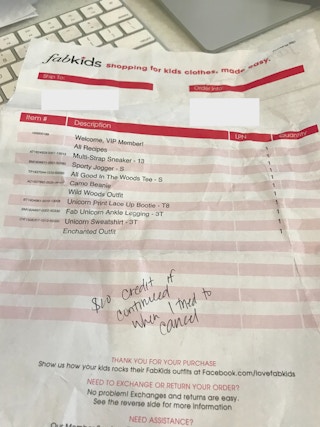 fabkids shopping for kids clothes, made easy.
Ship To:
Item # Description Quantity
Welcome, VIP Member!
All Recipes
Multi-Strap Sneaker - 13
Sporty Jogger - S
All Good In The Woods Tee - S
Camo Beanie
Wild Woods Outfit
Unicorn Print Lace Up Bootie - T8
Fab Unicorn Ankle Legging - 3T
Unicorn Sweatshirt - 3T
Enchanted Outfit
credit if
continued
when I tried to
cancel
THANK YOU FOR YOUR PURCHASE
Show us how your kids rocks their FabKids outfits at Facebook.com/lovefabkids
NEED TO EXCHANGE OR RETURN YOUR ORDER?
No problem! Exchanges and returns are easy.
See the reverse side for more information
NEED ASSISTANCE?